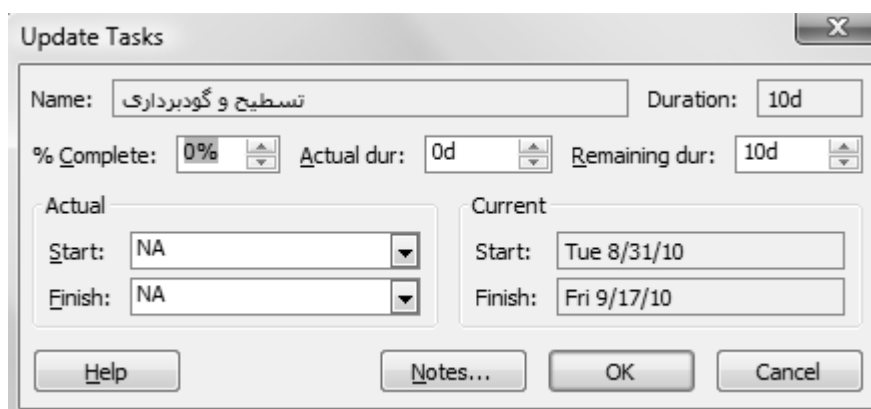 Update Tasks
Name: تسطیح و گودبرداری Duration: 10d
% Complete: 0% Actual dur: 0d Remaining dur: 10d
Actual Current
Start: NA Start: Tue 8/31/10
Finish: NA Finish: Fri 9/17/10
Help Notes... OK Cancel